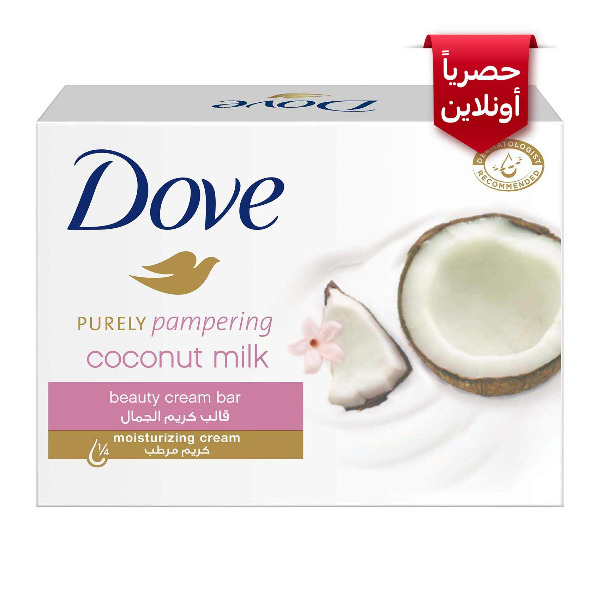 حصرياً
أونلاين
Dove
DERMATOLOGIST
RECOMMENDED
Dove
PURELY pampering
coconut milk
beauty cream bar
قالب كريم الجمال
1/4 moisturizing cream
كريم مرطب